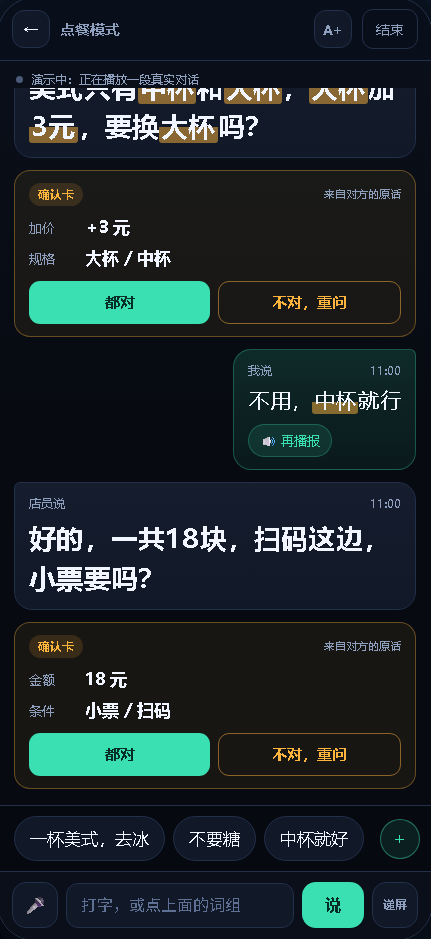 ←
点餐模式
A+
结束
演示中：正在播放一段真实对话
美式只有中杯和大杯，大杯加
3元，要换大杯吗？
确认卡
来自对方的原话
加价
+3 元
规格
大杯 / 中杯
都对
不对，重问
我说
11:00
不用，中杯就行
再播报
店员说
11:00
好的，一共18块，扫码这边，
小票要吗？
确认卡
来自对方的原话
金额
18 元
条件
小票 / 扫码
都对
不对，重问
一杯美式，去冰
不要糖
中杯就好
+
打字，或点上面的词组
说
递屏